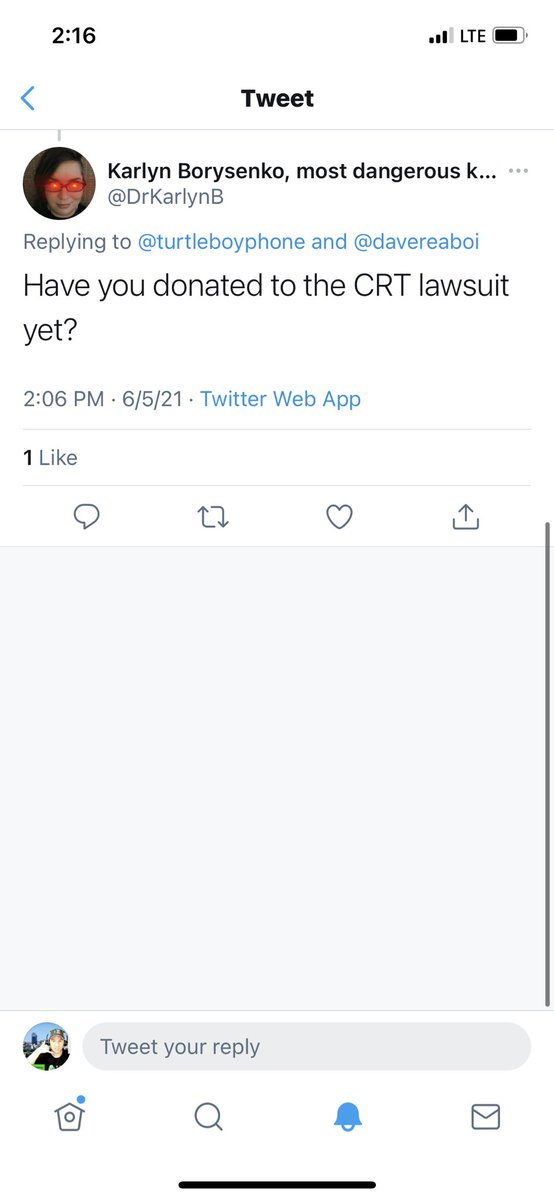 2:16
LTE
Tweet
Karlyn Borysenko, most dangerous k...
@DrKarlynB
Replying to @turtleboyphone and @davereaboi
Have you donated to the CRT lawsuit
yet?
2:06 PM · 6/5/21 · Twitter Web App
1 Like
Tweet your reply